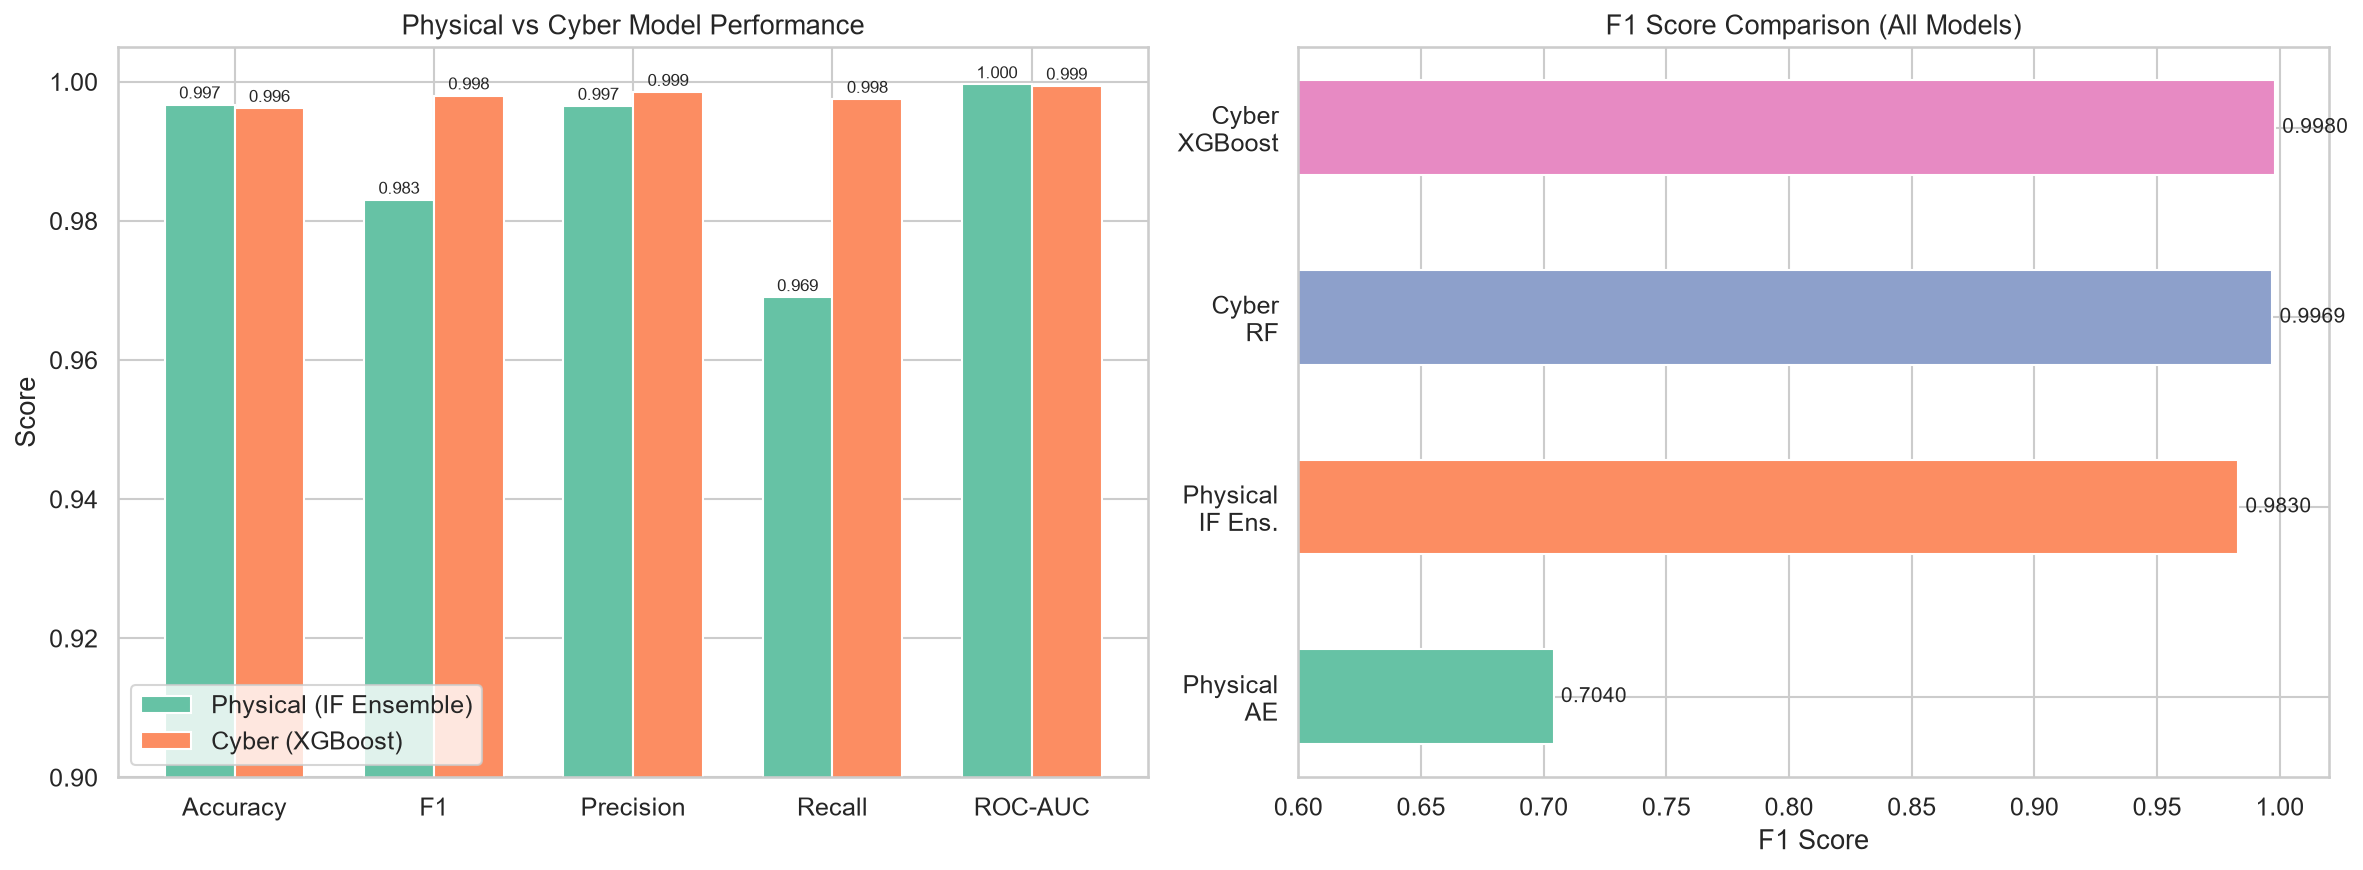 Physical vs Cyber Model Performance
Score
1.00
0.98
0.96
0.94
0.92
0.90
0.997
0.996
0.983
0.998
0.997
0.999
0.969
0.998
1.000
0.999
Physical (IF Ensemble)
Cyber (XGBoost)
Accuracy
F1
Precision
Recall
ROC-AUC
F1 Score Comparison (All Models)
Cyber
XGBoost
0.9980
Cyber
RF
0.9969
Physical
IF Ens.
0.9830
Physical
AE
0.7040
0.60
0.65
0.70
0.75
0.80
0.85
0.90
0.95
1.00
F1 Score